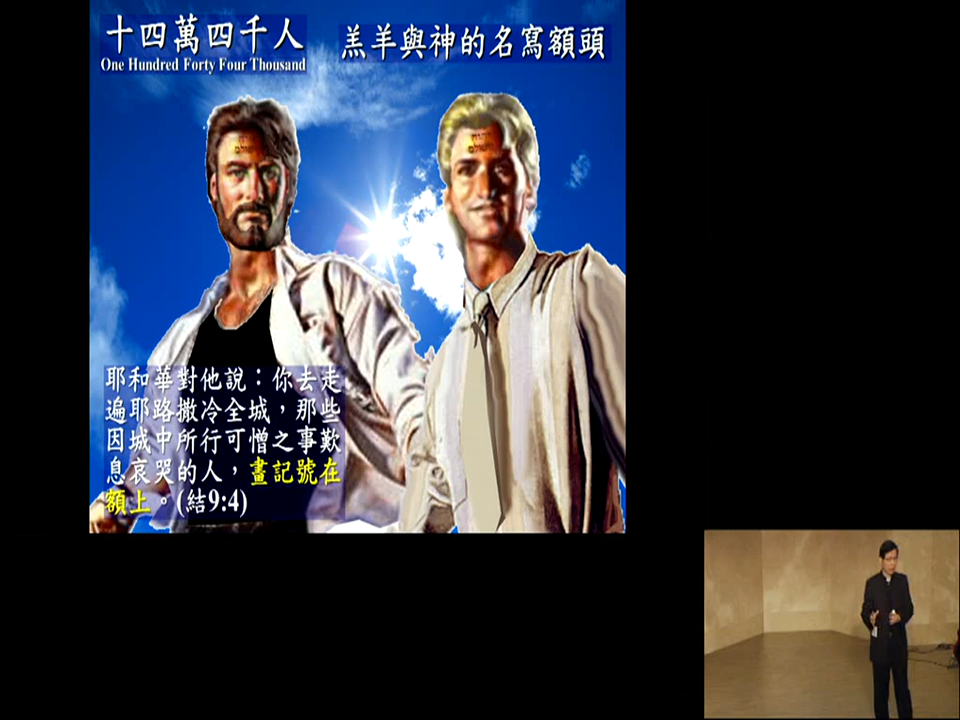 十四萬四千人
One Hundred Forty Four Thousand
羔羊與神的名寫額頭
耶和華對他說：你去走
遍耶路撒冷全城，那些
因城中所行可憎之事歎
息哀哭的人，畫記號在
額上。(結9:4)